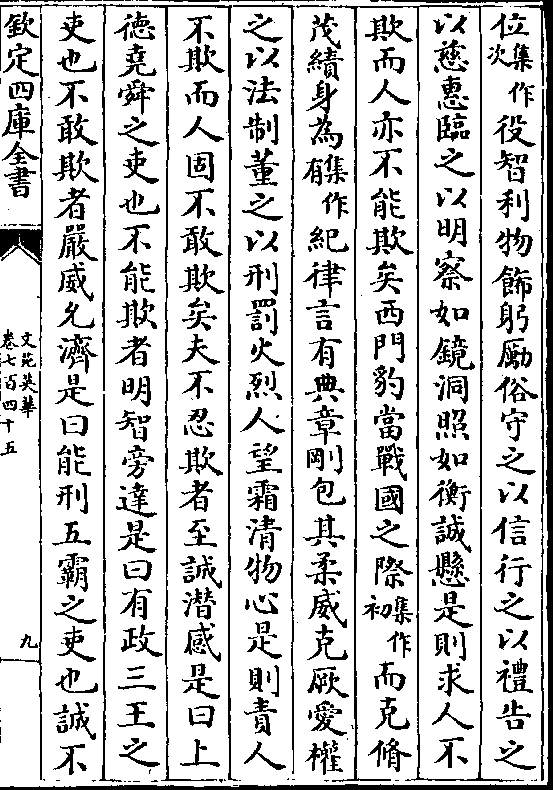 位集作次役智利物飾躬勵俗守之以信行之以禮告之
以慈惠臨之以明察如鏡洞照如衡誠懸是則求人不
欺而人亦不能欺矣西門豹當戰國之際集作初而克脩
茂績身為集作有紀律言有典章剛包其柔威克厥愛權
之以法制董之以刑罰火烈人望霜清物心是則責人
不欺而人固不敢欺矣夫不忍欺者至誠潜感是曰上
徳堯舜之吏也不能欺者明智旁達是曰有政三王之
吏也不敢欺者嚴威允濟是曰能刑五霸之吏也誠不
欽定四庫全書
文苑英華
卷七百四十五
九